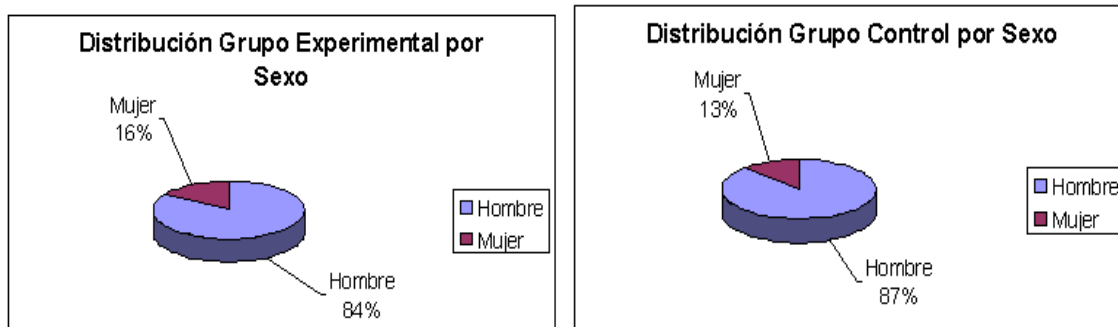 Distribución Grupo Experimental por
Sexo
Mujer
16%
Hombre
84%
Hombre
Mujer
Distribución Grupo Control por Sexo
Mujer
13%
Hombre
87%
Hombre
Mujer